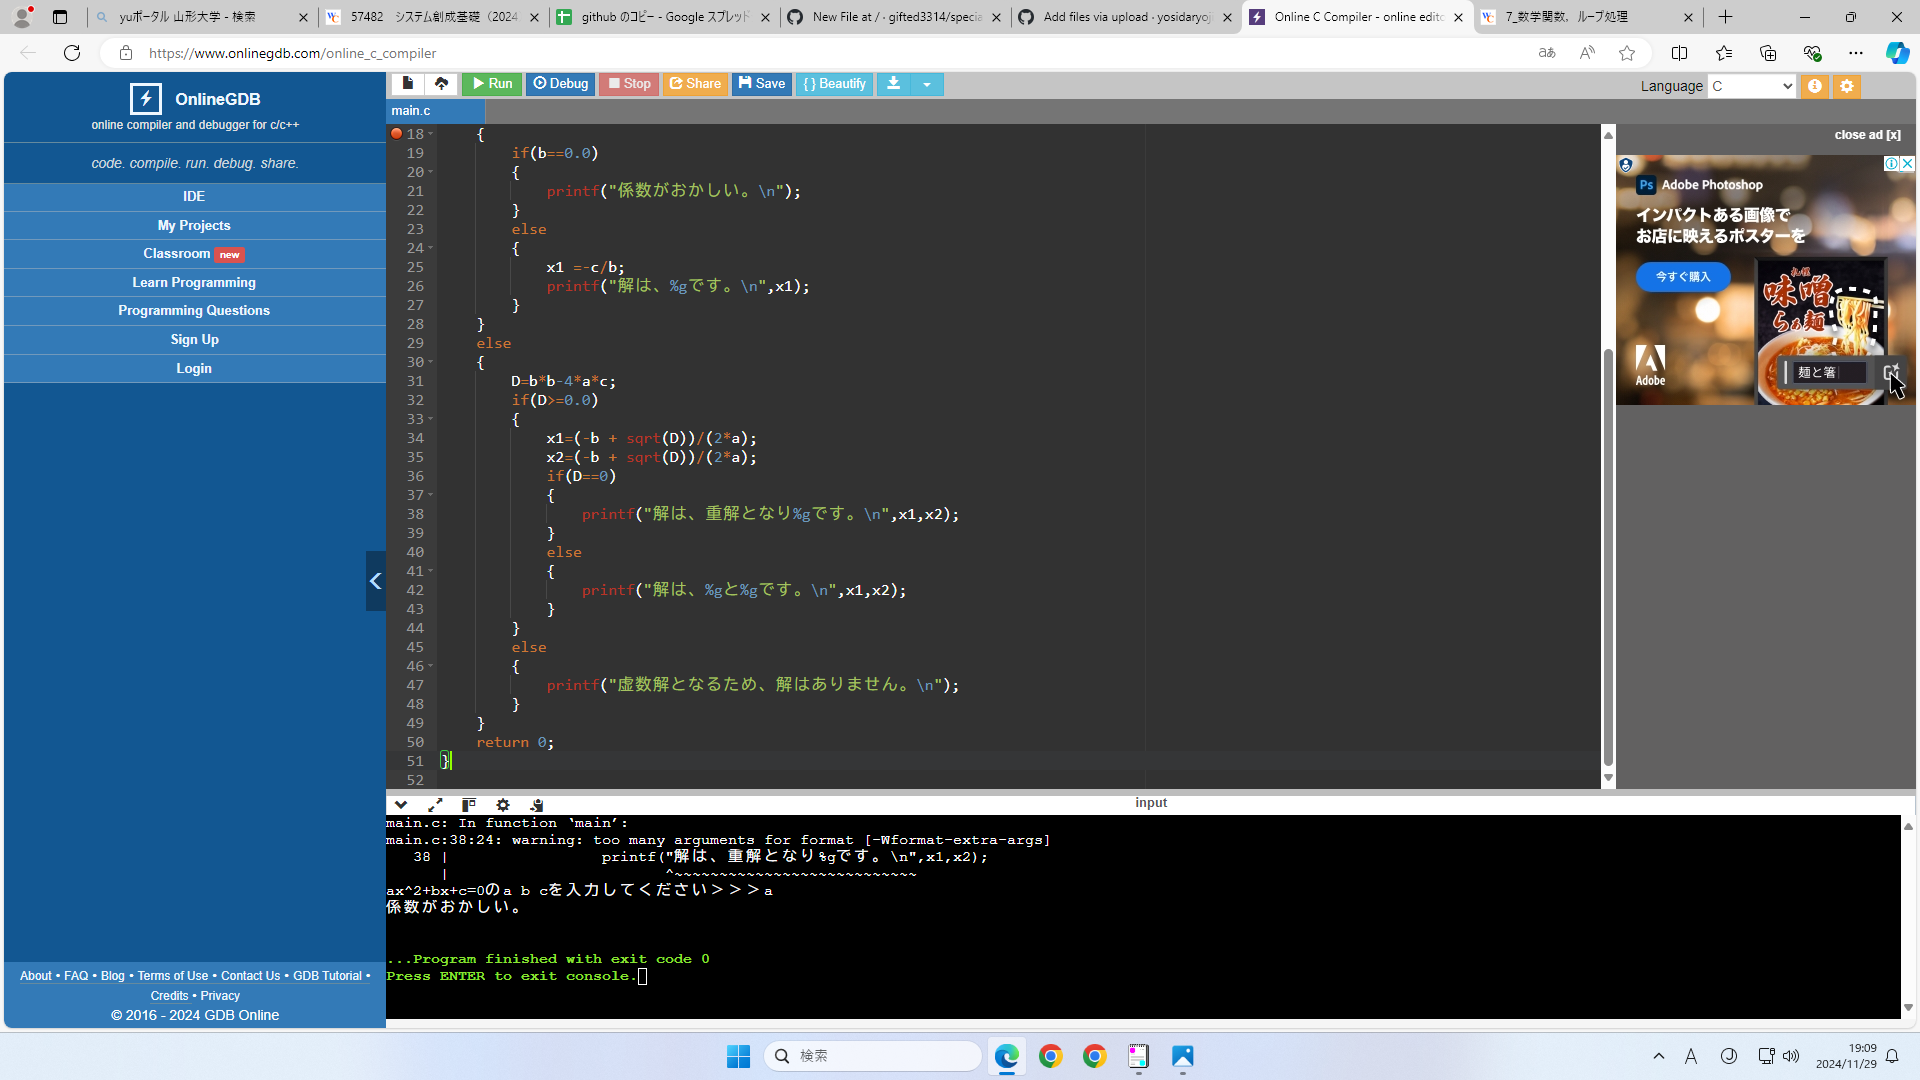 yuポータル 山形大学 - 検索
57482 システム創成基礎（2024
github のコピー - Google スプレッド
New File at / · gifted3314/specia
Add files via upload · yosidaryoju
Online C Compiler - online edito
7_数学関数，ループ処理
https://www.onlinegdb.com/online_c_compiler
OnlineGDB
online compiler and debugger for c/c++
code. compile. run. debug. share.
IDE
My Projects
Classroom new
Learn Programming
Programming Questions
Sign Up
Login
About • FAQ • Blog • Terms of Use • Contact Us • GDB Tutorial •
Credits • Privacy
© 2016 - 2024 GDB Online
Run Debug Stop Share Save { } Beautify
Language C
main.c
18 {
19 if(b==0.0)
20 {
21 printf("係数がおかしい。\n");
22 }
23 else
24 {
25 x1 =-c/b;
26 printf("解は、%gです。\n",x1);
27 }
28 }
29 else
30 {
31 D=b*b-4*a*c;
32 if(D>=0.0)
33 {
34 x1=(-b + sqrt(D))/(2*a);
35 x2=(-b + sqrt(D))/(2*a);
36 if(D==0)
37 {
38 printf("解は、重解となり%gです。\n",x1,x2);
39 }
40 else
41 {
42 printf("解は、%gと%gです。\n",x1,x2);
43 }
44 }
45 else
46 {
47 printf("虚数解となるため、解はありません。\n");
48 }
49 }
50 return 0;
51 }
52
close ad [x]
Ps Adobe Photoshop
インパクトある画像で
お店に映えるポスターを
今すぐ購入
味噌
らぁ麺
麺と箸
Adobe
input
main.c: In function ‘main’:
main.c:38:24: warning: too many arguments for format [-Wformat-extra-args]
38 | printf("解は、重解となり%gです。\n",x1,x2);
| ^~~~~~~~~~~~~~~~~~~~~~~~~~~~
ax^2+bx+c=0のa b cを入力してください＞＞＞a
係数がおかしい。
...Program finished with exit code 0
Press ENTER to exit console.
検索
A
19:09
2024/11/29